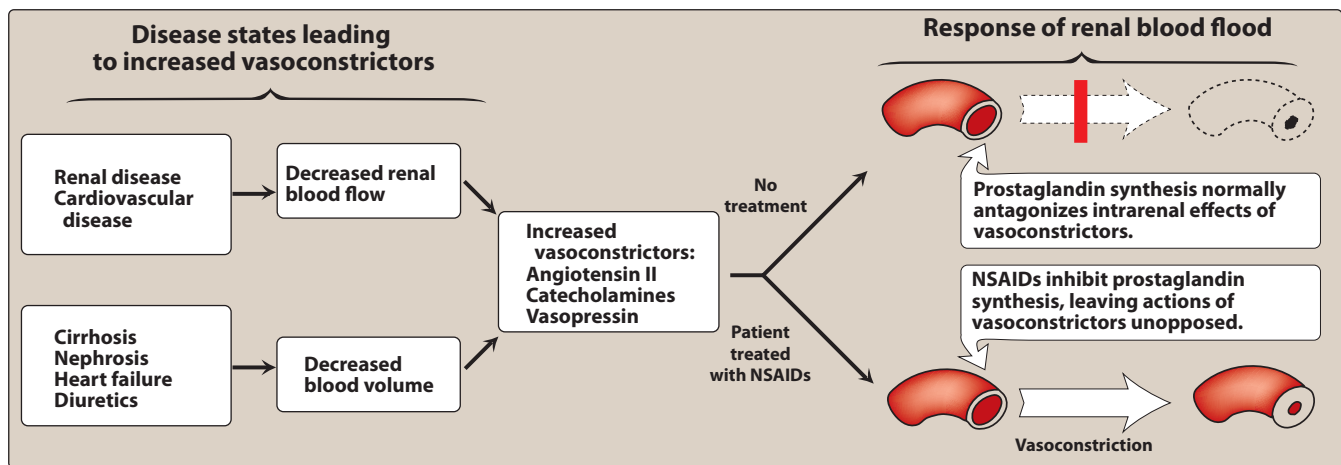 Disease states leading
to increased vasoconstrictors
Response of renal blood flood
Renal disease
Cardiovascular
disease
Decreased renal
blood flow
Cirrhosis
Nephrosis
Heart failure
Diuretics
Decreased
blood volume
Increased
vasoconstrictors:
Angiotensin II
Catecholamines
Vasopressin
No
treatment
Patient
treated
with NSAIDs
Prostaglandin synthesis normally
antagonizes intrarenal effects of
vasoconstrictors.
NSAIDs inhibit prostaglandin
synthesis, leaving actions of
vasoconstrictors unopposed.
Vasoconstriction